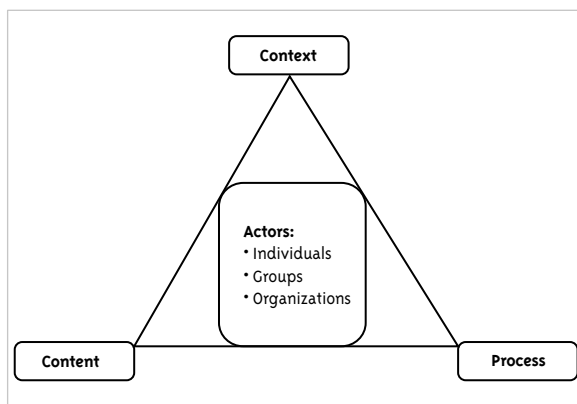 Context
Actors:
• Individuals
• Groups
• Organizations
Content
Process